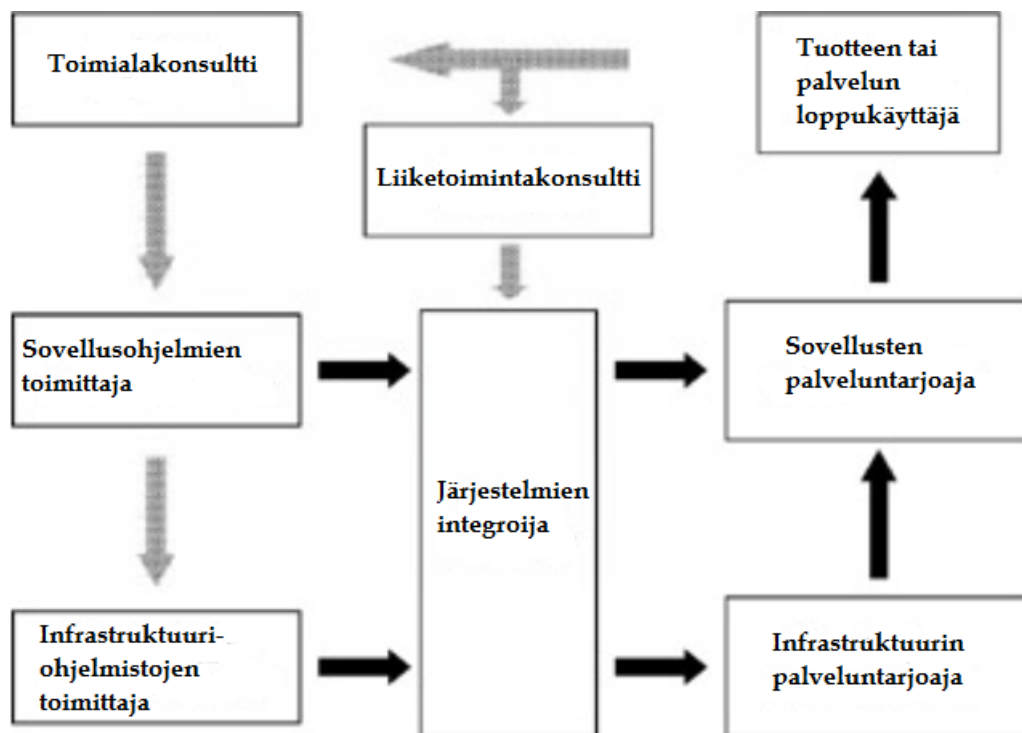 Toimialakonsultti
Tuotteen tai
palvelun
loppukäyttäjä
Liiketoimintakonsultti
Sovellusohjelmien
toimittaja
Järjestelmien
integroija
Sovellusten
palveluntarjoaja
Infrastruktuuri-
ohjelmistojen
toimittaja
Infrastruktuurin
palveluntarjoaja